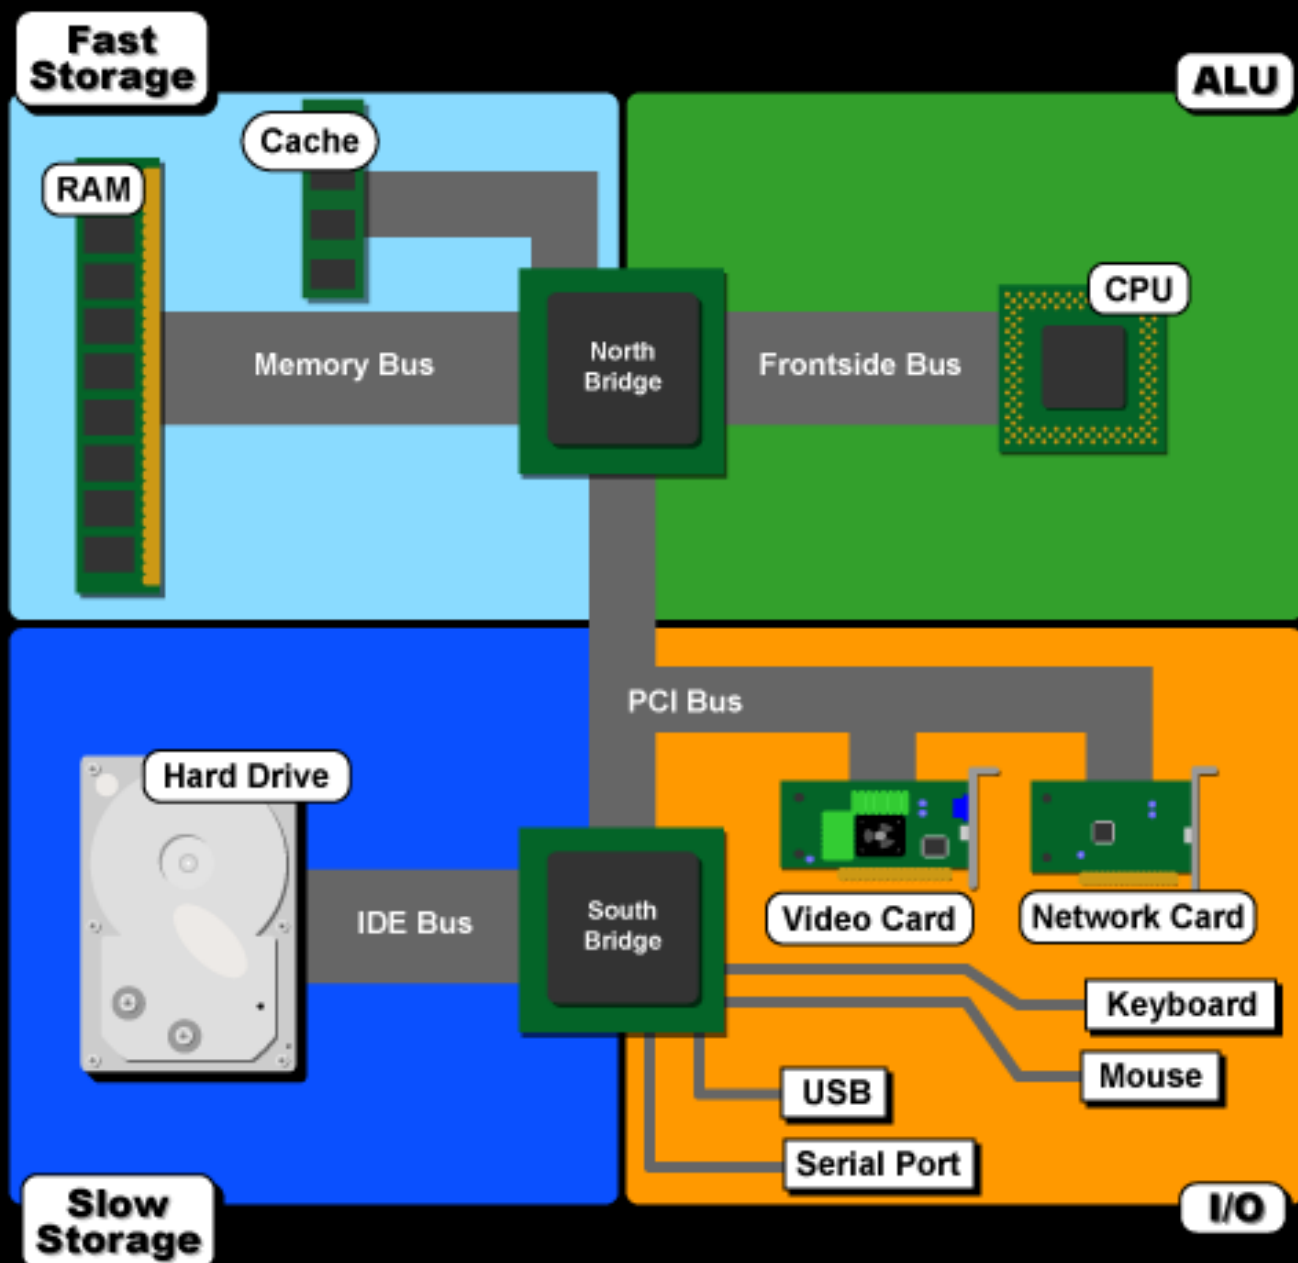 Fast
Storage
ALU
Cache
RAM
CPU
North
Bridge
Memory Bus
Frontside Bus
PCI Bus
Hard Drive
IDE Bus
South
Bridge
Video Card
Network Card
Keyboard
Mouse
USB
Serial Port
Slow
Storage
I/O